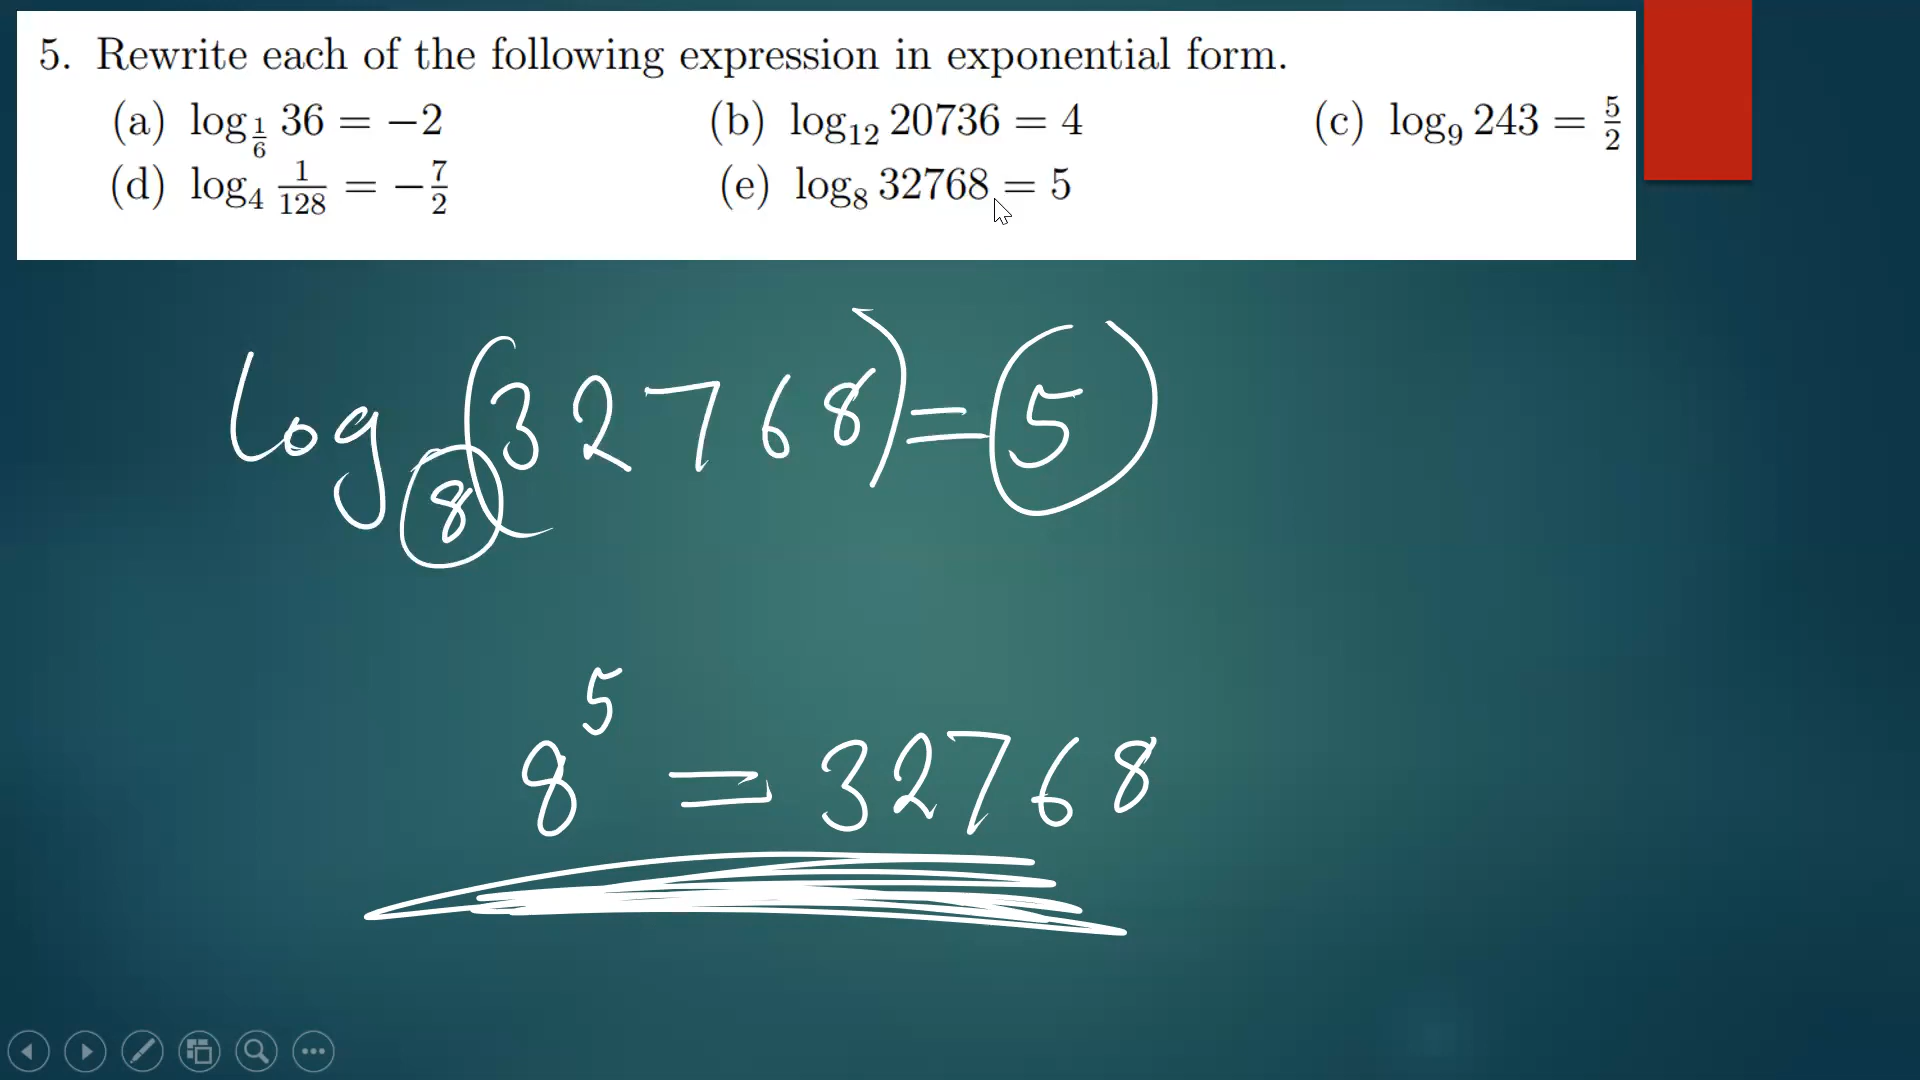 5. Rewrite each of the following expression in exponential form.
(a) log_{1/6} 36 = −2 (b) log_{12} 20736 = 4 (c) log_9 243 = 5/2
(d) log_4 1/128 = −7/2 (e) log_8 32768 = 5
log_8(32768) = 5
8^5 = 32768